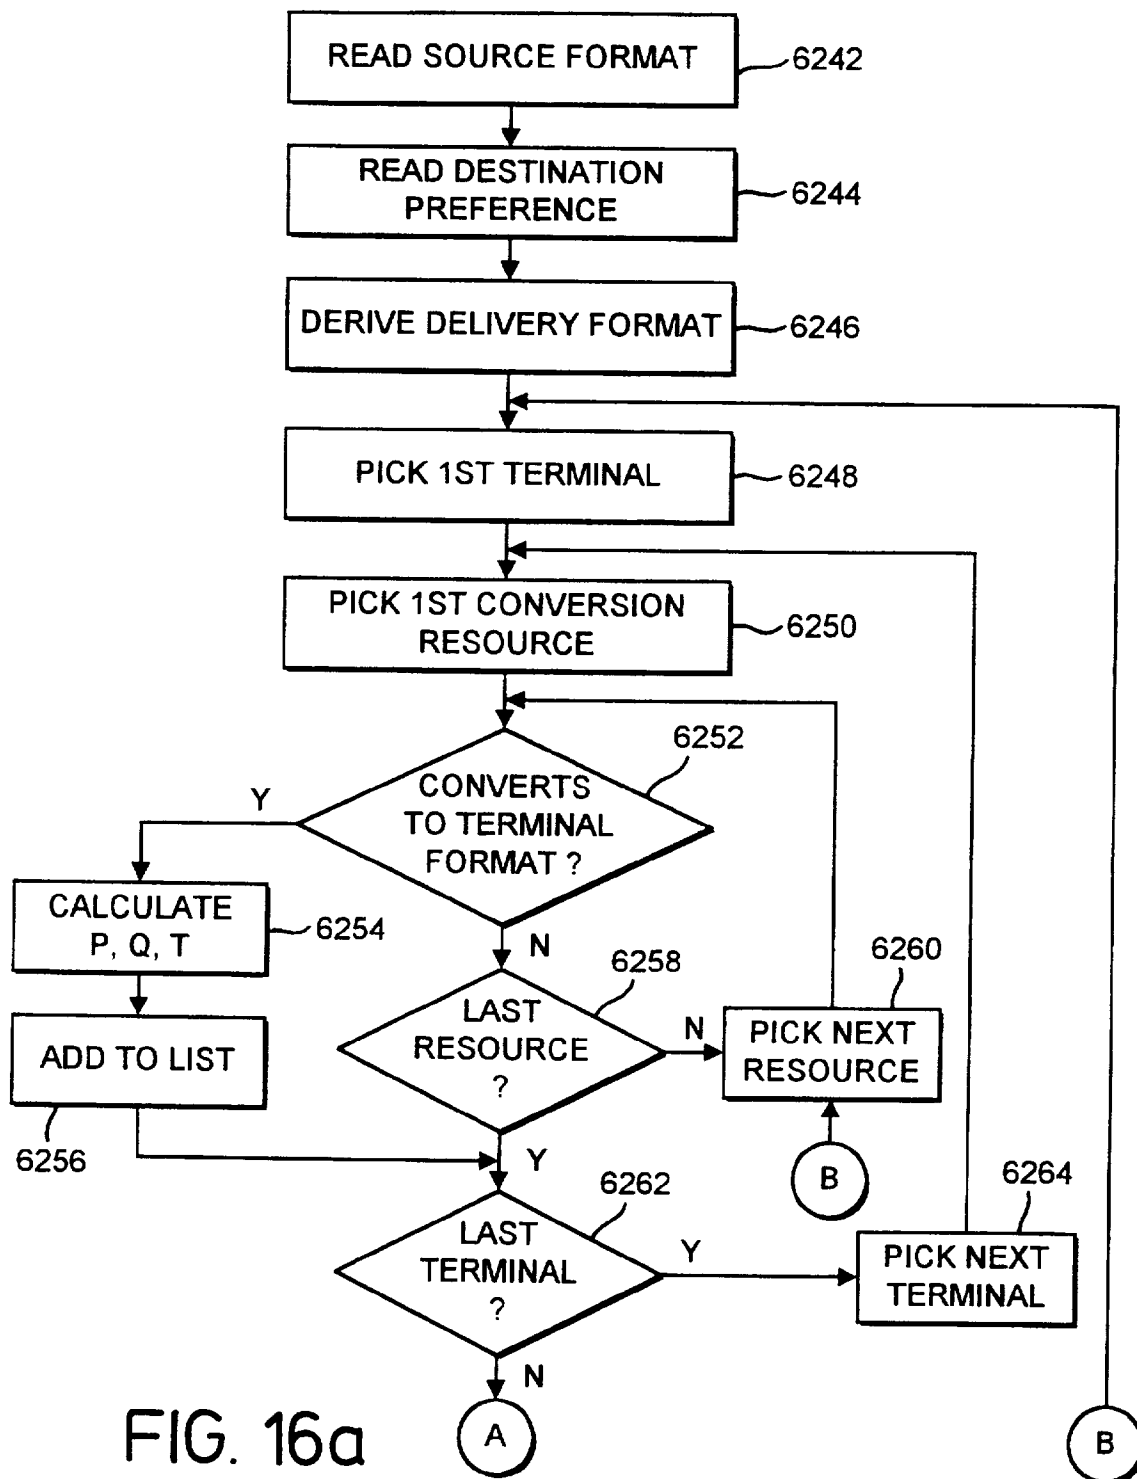 READ SOURCE FORMAT
6242
READ DESTINATION
PREFERENCE
6244
DERIVE DELIVERY FORMAT
6246
PICK 1ST TERMINAL
6248
PICK 1ST CONVERSION
RESOURCE
6250
6252
CONVERTS
TO TERMINAL
FORMAT ?
Y
N
CALCULATE
P, Q, T
6254
ADD TO LIST
6256
6258
LAST
RESOURCE
?
N
Y
6260
PICK NEXT
RESOURCE
B
6262
LAST
TERMINAL
?
Y
N
6264
PICK NEXT
TERMINAL
A
B
FIG. 16a